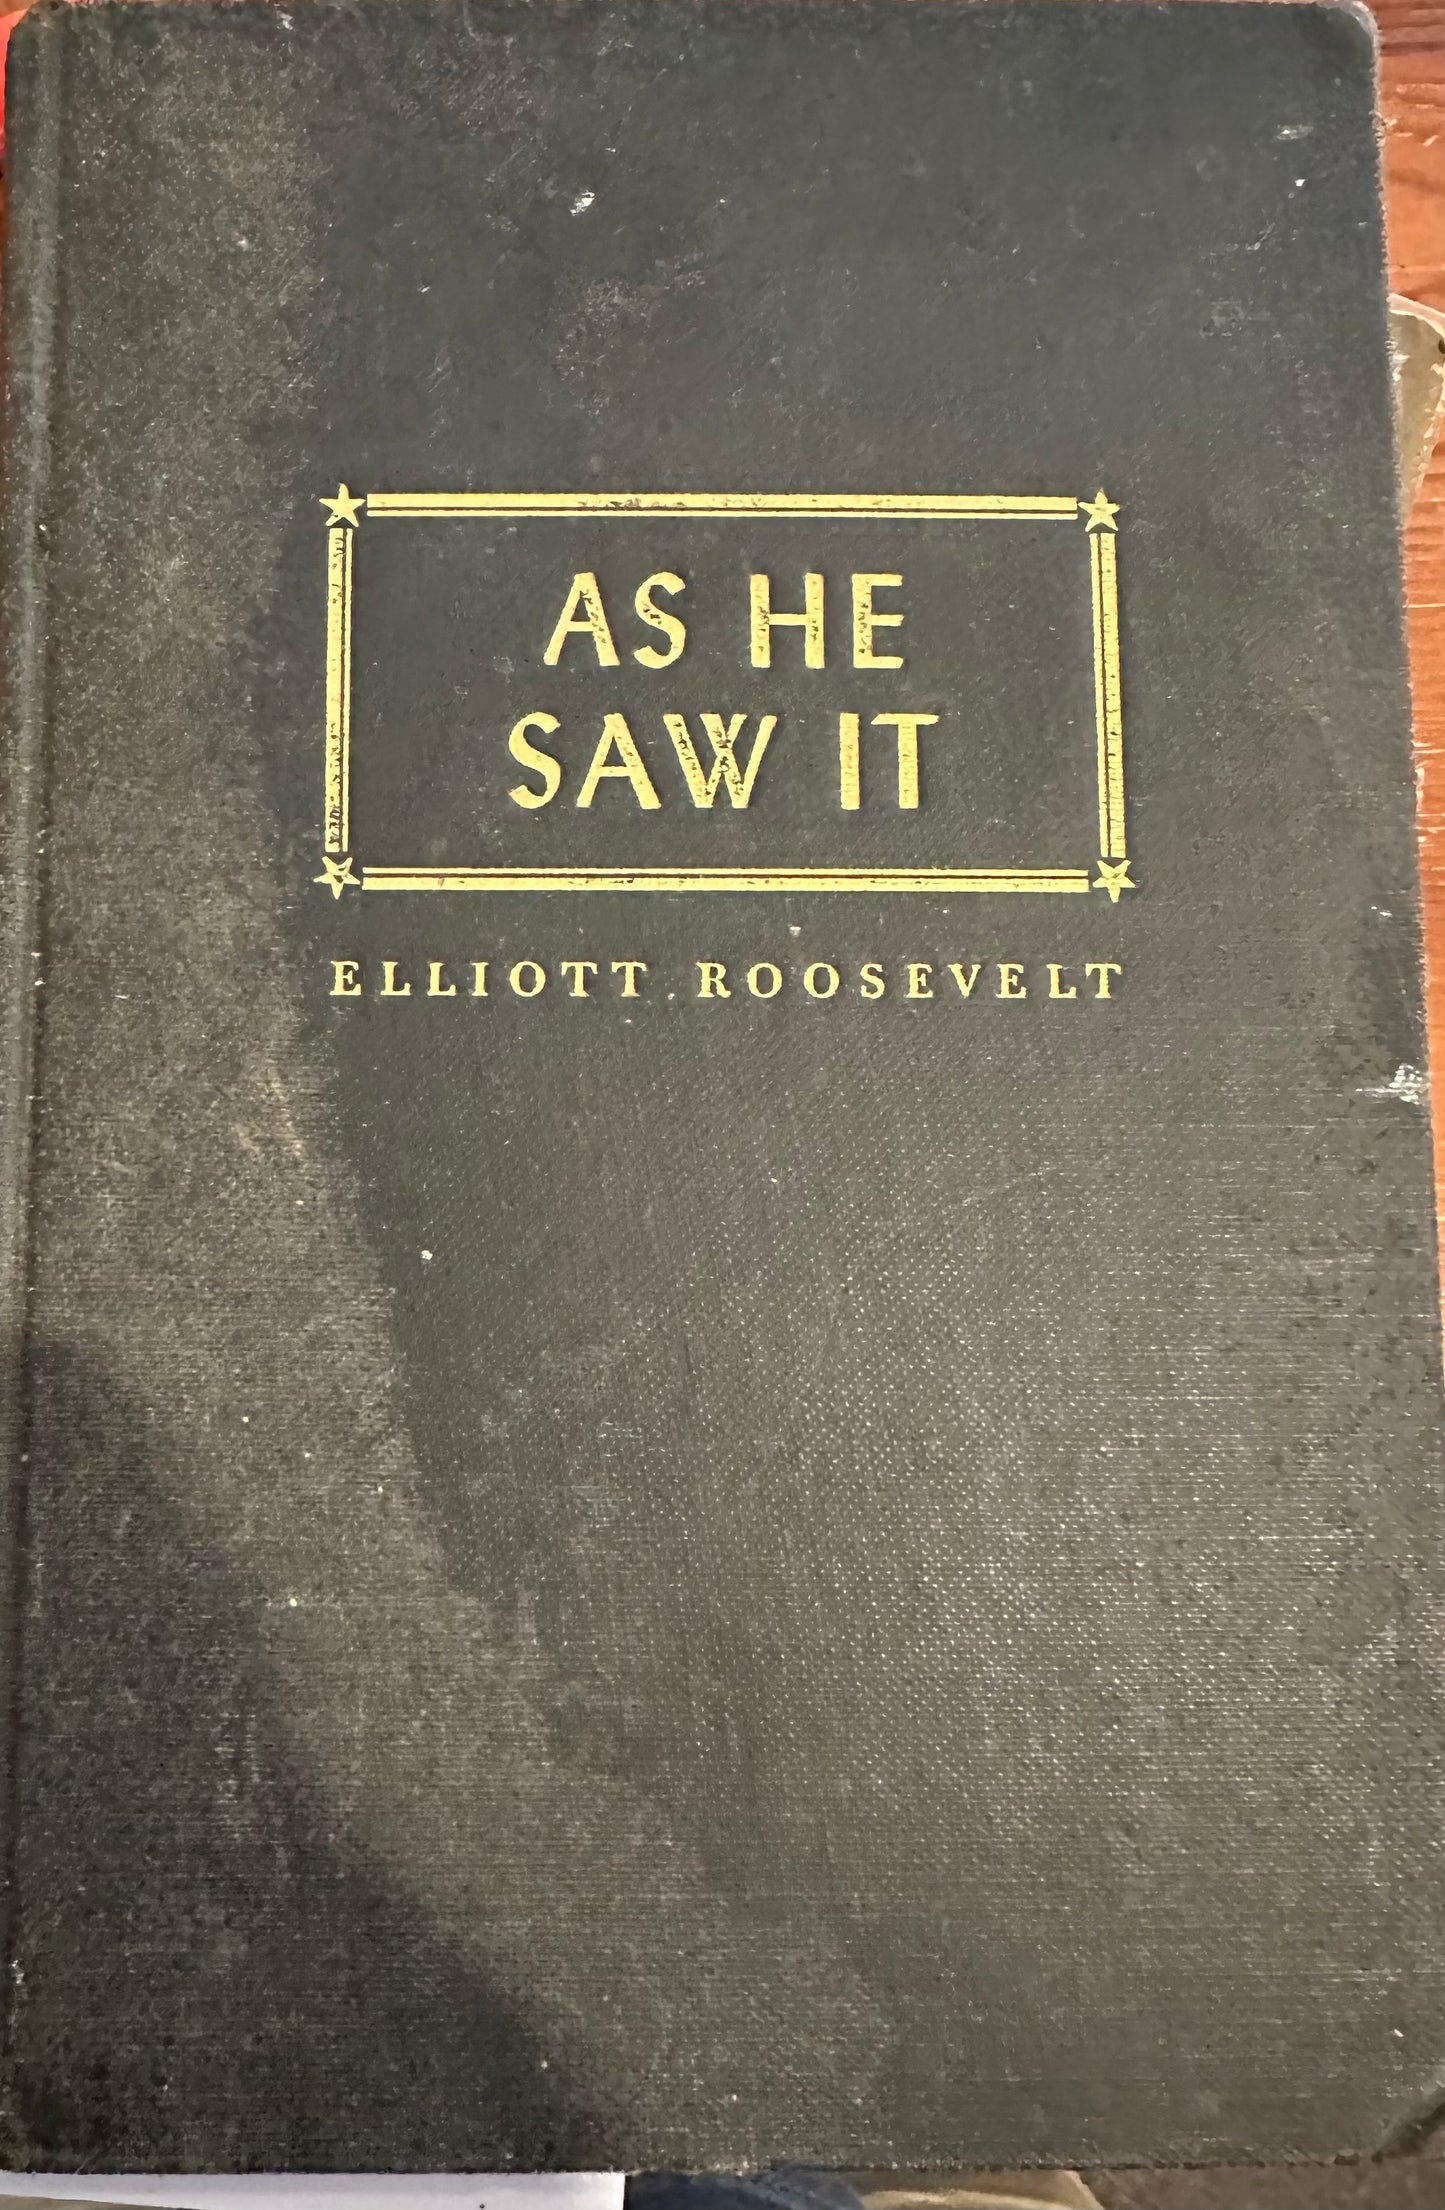 AS HE
SAW IT
ELLIOTT ROOSEVELT